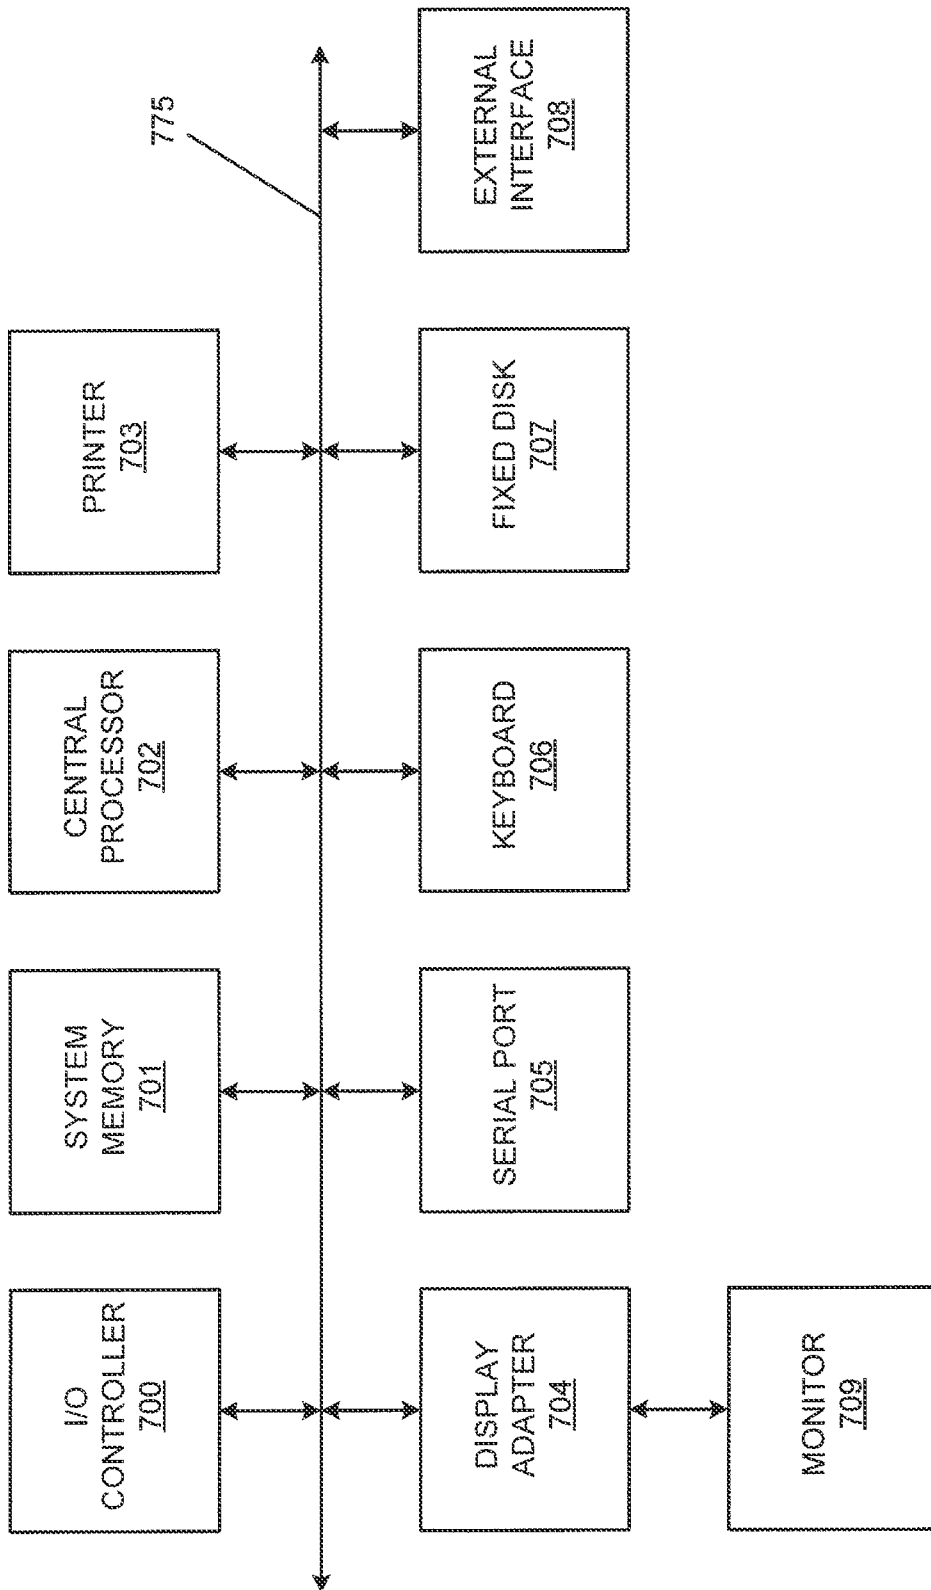 I/O
CONTROLLER
700
SYSTEM
MEMORY
701
CENTRAL
PROCESSOR
702
PRINTER
703
775
DISPLAY
ADAPTER
704
SERIAL PORT
705
KEYBOARD
706
FIXED DISK
707
EXTERNAL
INTERFACE
708
MONITOR
709